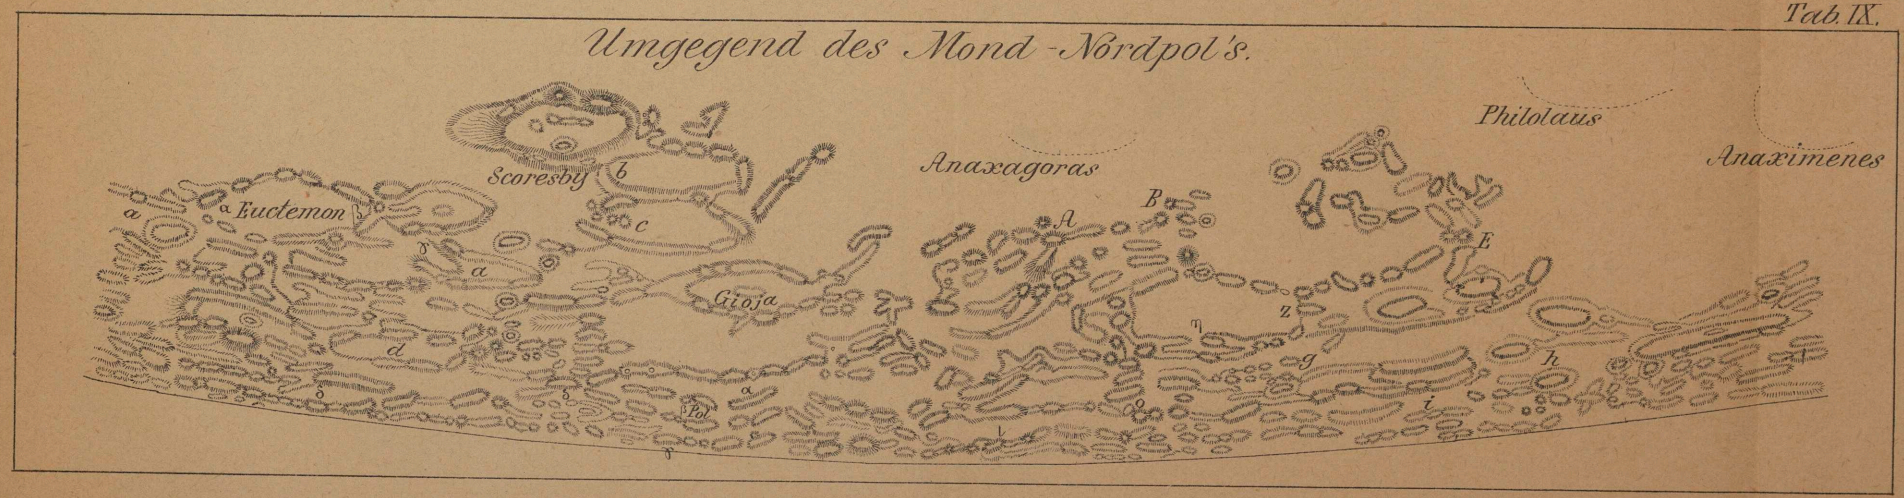 Tab. IX.
Umgegend des Mond-Nordpol's.
Philolaus
Anaximenes
Anaxagoras
Scoresby
b
B
a
α Euctemon β
c
A
γ
a
E
Gioja
Z
η
d
g
h
α
δ
β Pol
i
γ